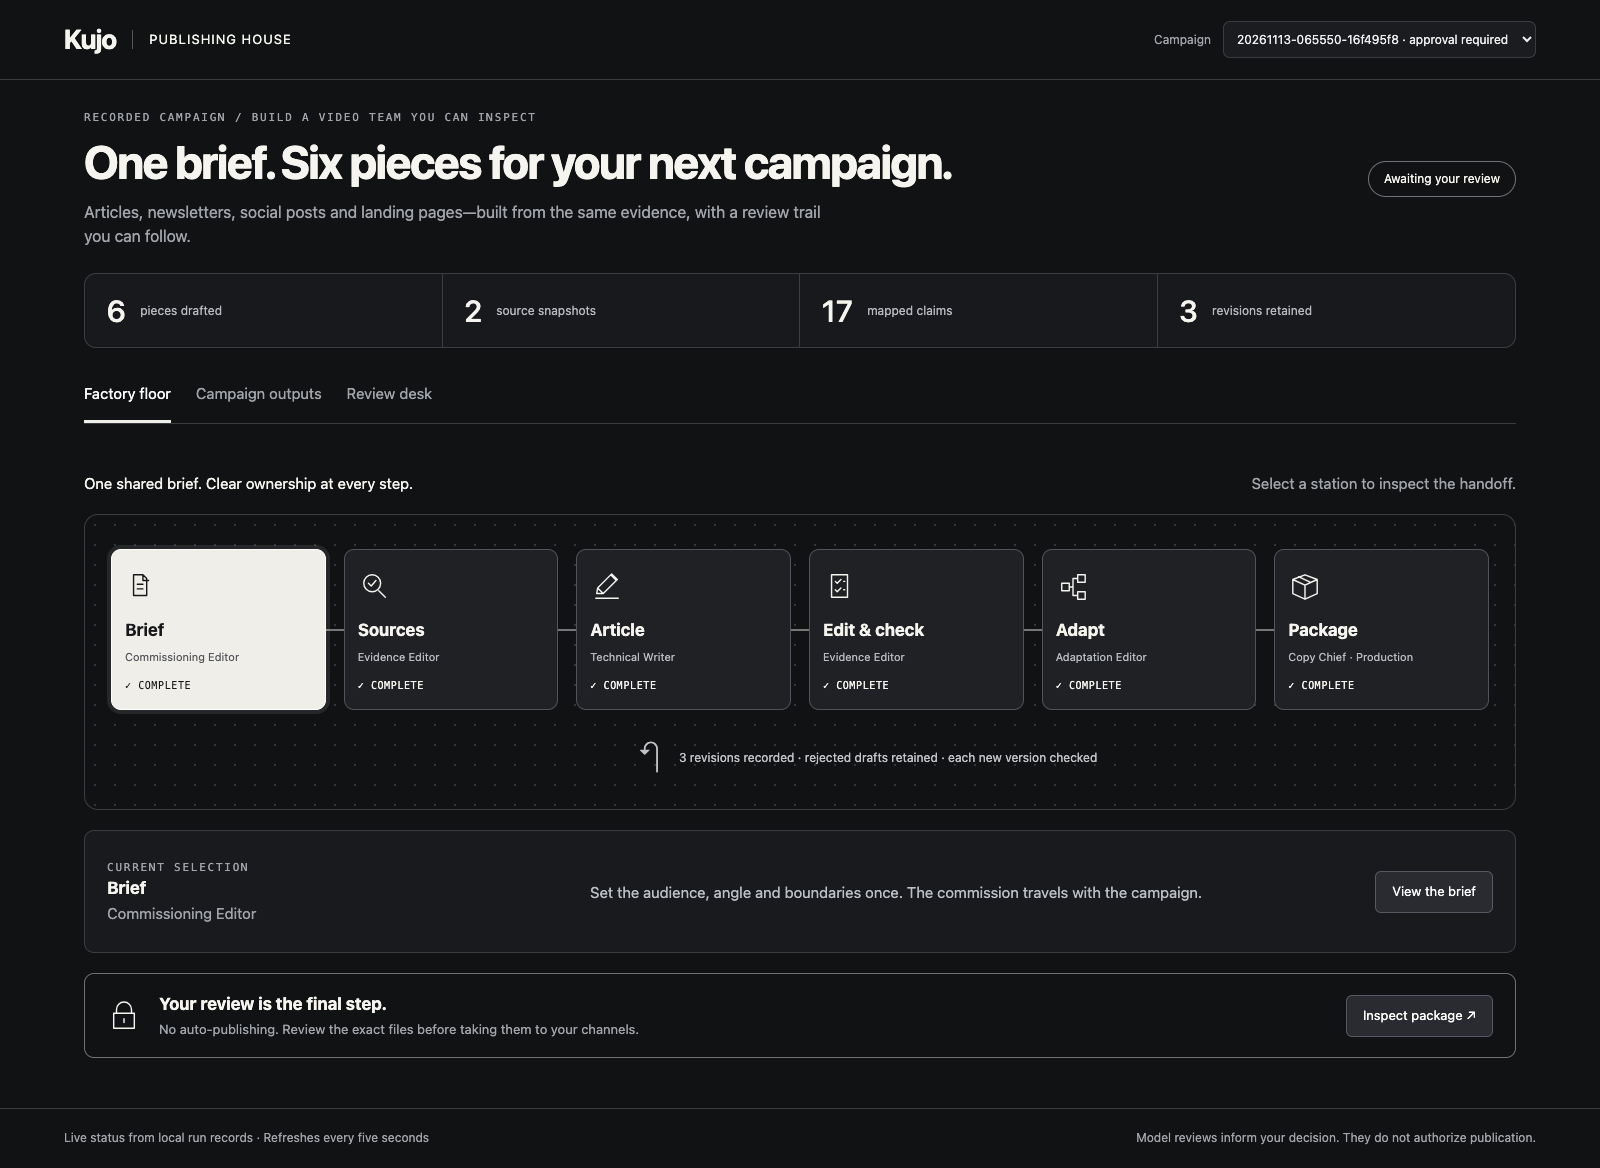 Kujo
PUBLISHING HOUSE
Campaign
20261113-065550-16f495f8 · approval required
RECORDED CAMPAIGN / BUILD A VIDEO TEAM YOU CAN INSPECT
One brief. Six pieces for your next campaign.
Awaiting your review
Articles, newsletters, social posts and landing pages—built from the same evidence, with a review trail
you can follow.
6 pieces drafted
2 source snapshots
17 mapped claims
3 revisions retained
Factory floor
Campaign outputs
Review desk
One shared brief. Clear ownership at every step.
Select a station to inspect the handoff.
Brief
Commissioning Editor
✓ COMPLETE
Sources
Evidence Editor
✓ COMPLETE
Article
Technical Writer
✓ COMPLETE
Edit & check
Evidence Editor
✓ COMPLETE
Adapt
Adaptation Editor
✓ COMPLETE
Package
Copy Chief · Production
✓ COMPLETE
3 revisions recorded · rejected drafts retained · each new version checked
CURRENT SELECTION
Brief
Commissioning Editor
Set the audience, angle and boundaries once. The commission travels with the campaign.
View the brief
Your review is the final step.
No auto-publishing. Review the exact files before taking them to your channels.
Inspect package ↗
Live status from local run records · Refreshes every five seconds
Model reviews inform your decision. They do not authorize publication.